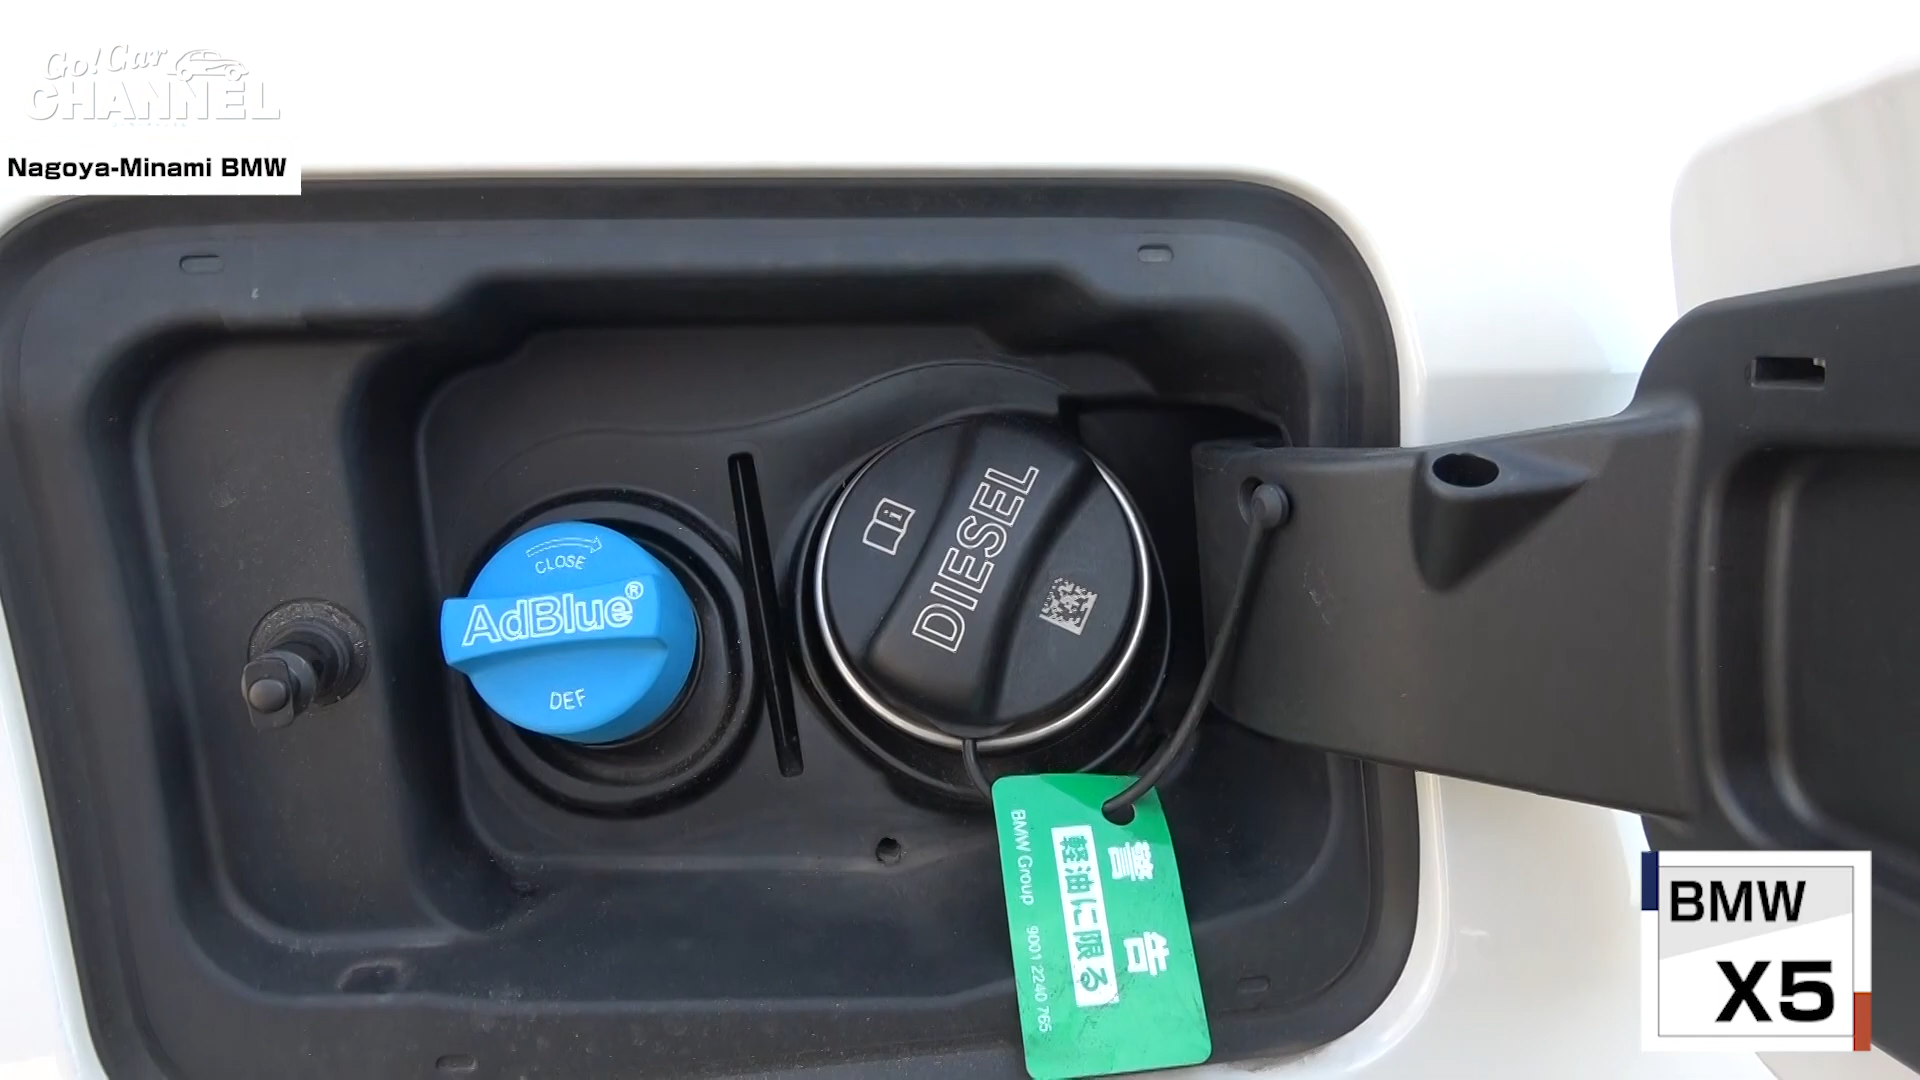 Go! Car
CHANNEL
Nagoya-Minami BMW
CLOSE
AdBlue®
DEF
DIESEL
警告
軽油に限る
BMW Group 9001 2240 765
BMW
X5